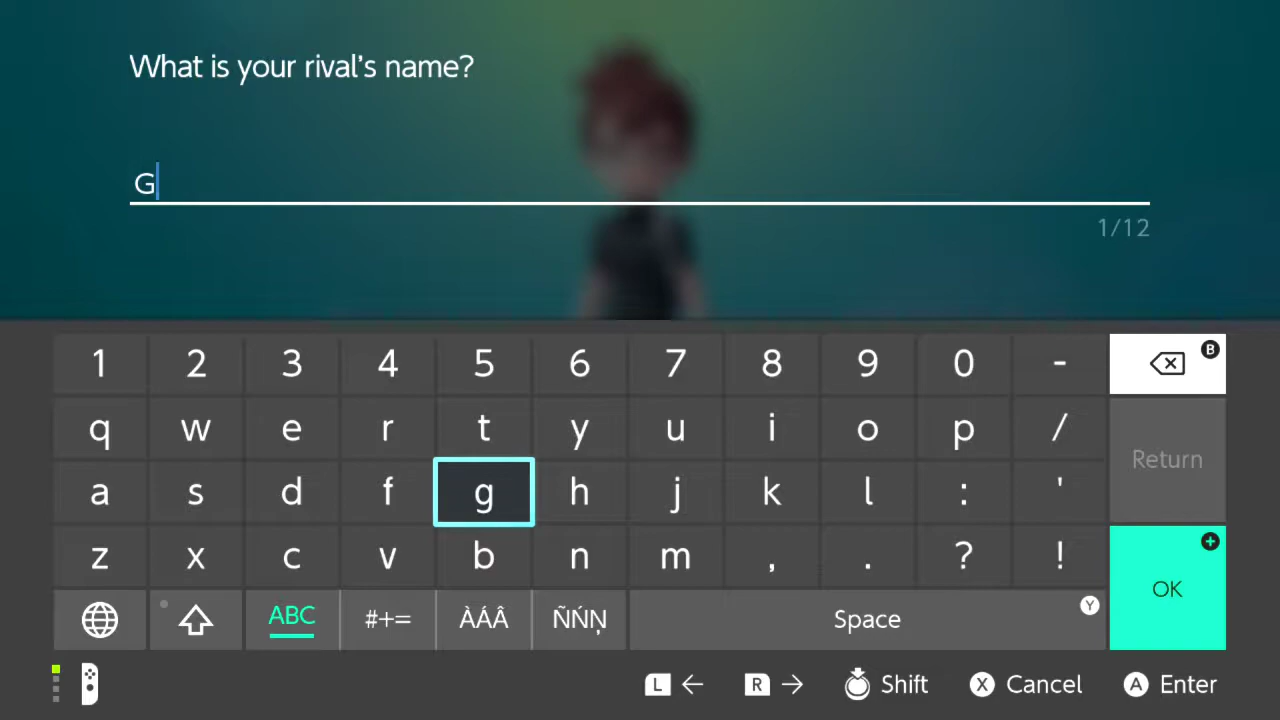 What is your rival's name?
G
1/12
1 2 3 4 5 6 7 8 9 0 - B
q w e r t y u i o p /
Return
a s d f g h j k l : '
z x c v b n m , . ? ! +
OK
ABC #+= ÀÁÂ ÑŃŅ Space Y
L ← R → Shift X Cancel A Enter